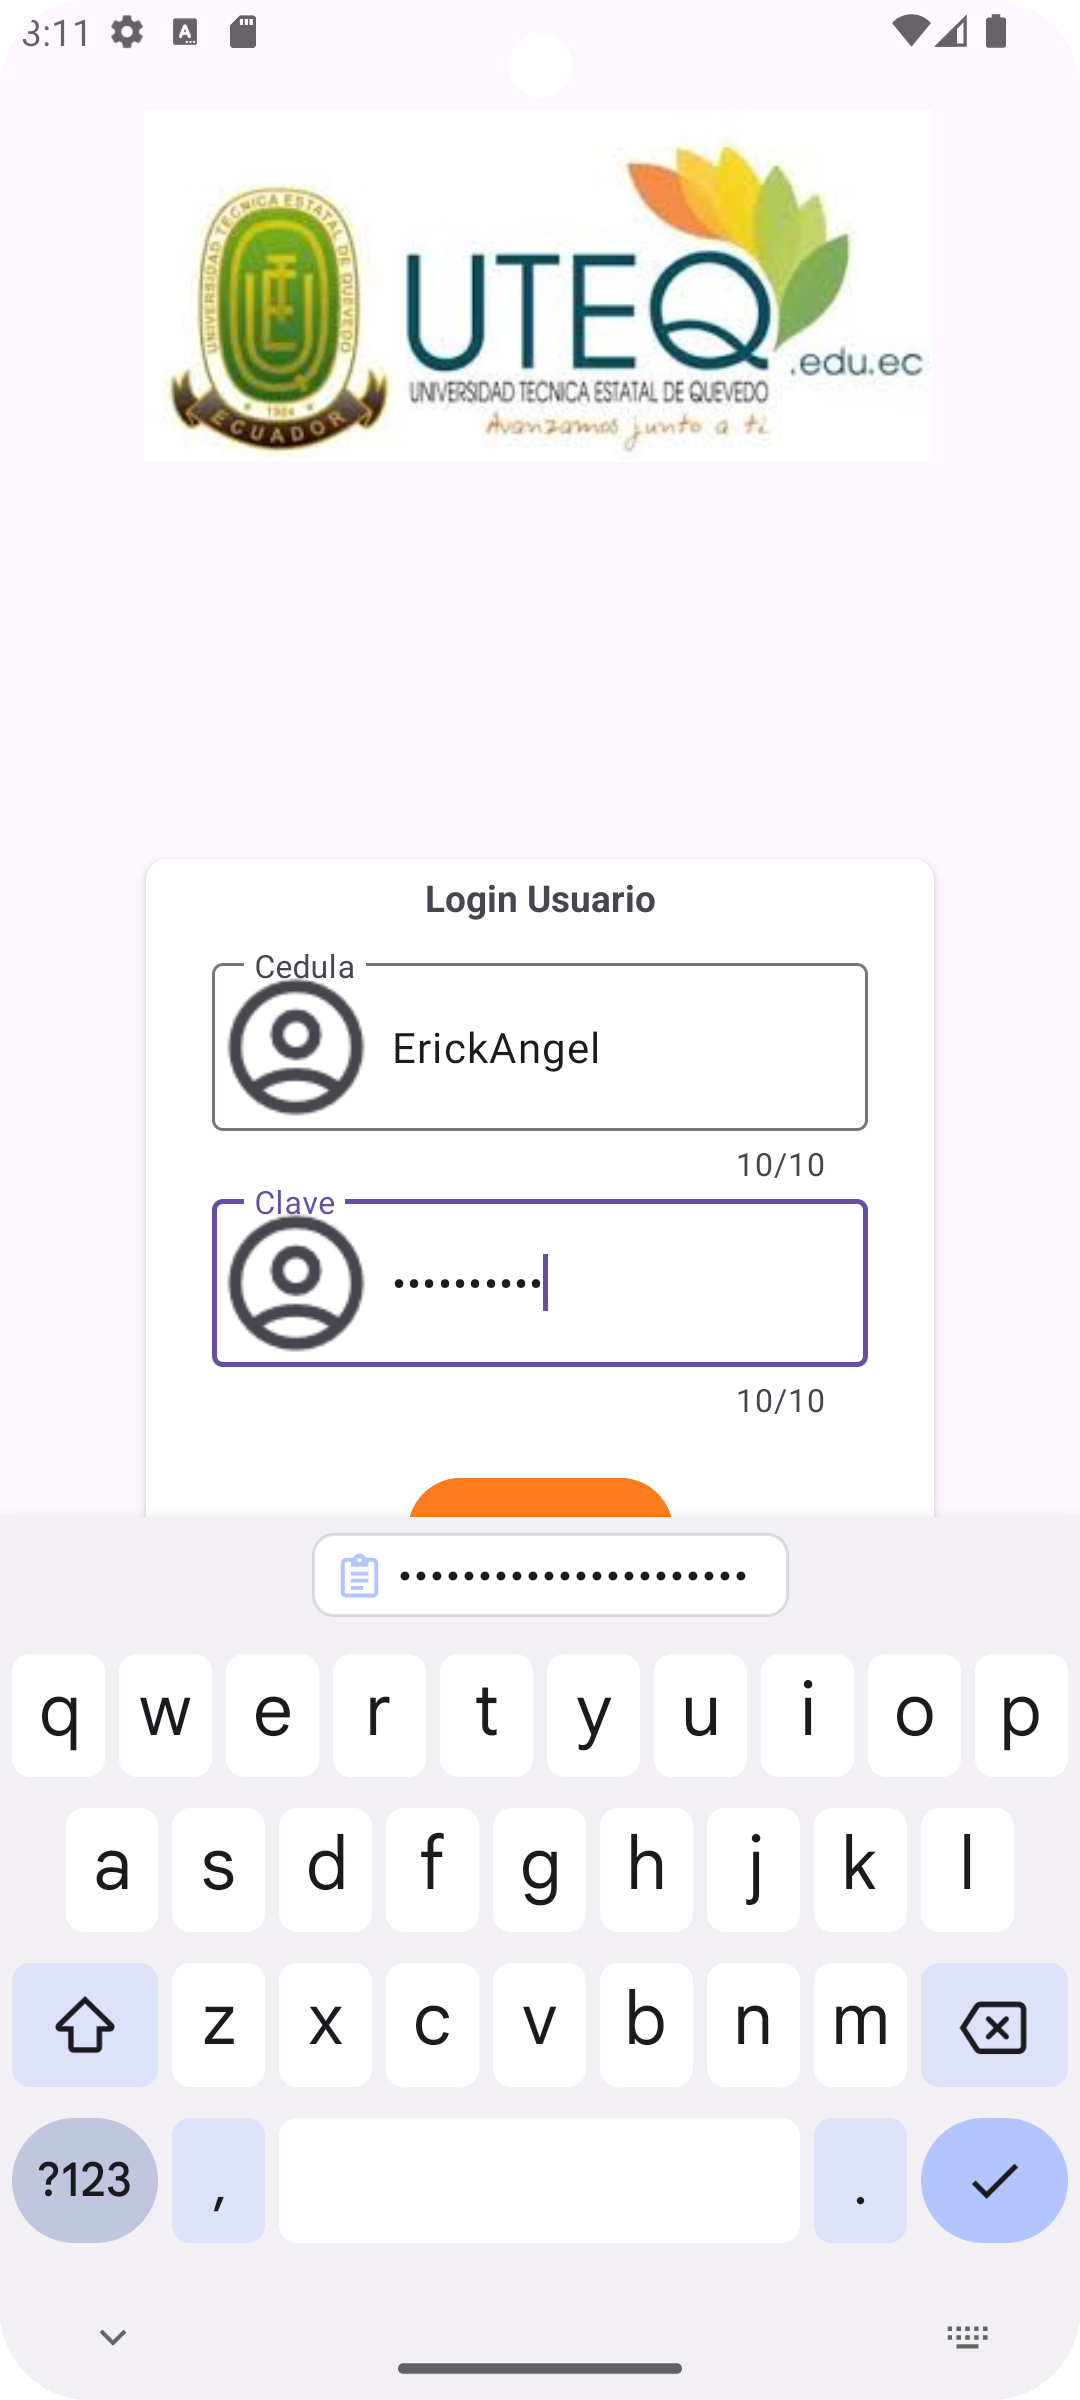 3:11
UNIVERSIDAD TECNICA ESTATAL DE QUEVEDO
1984
ECUADOR
UTEQ
.edu.ec
UNIVERSIDAD TECNICA ESTATAL DE QUEVEDO
Avanzamos junto a ti
Login Usuario
Cedula
ErickAngel
10/10
Clave
••••••••••
10/10
••••••••••••••••••••••
q w e r t y u i o p
a s d f g h j k l
z x c v b n m
?123 , .